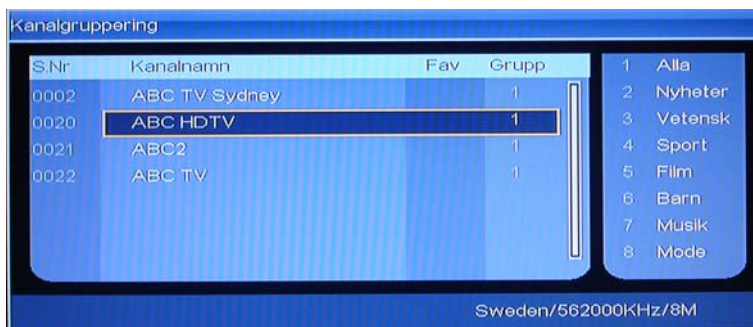 Kanalgruppering
S.Nr Kanalnamn Fav Grupp
0002 ABC TV Sydney 1
0020 ABC HDTV 1
0021 ABC2 1
0022 ABC TV 1
1 Alla
2 Nyheter
3 Vetensk
4 Sport
5 Film
6 Barn
7 Musik
8 Mode
Sweden/562000KHz/8M